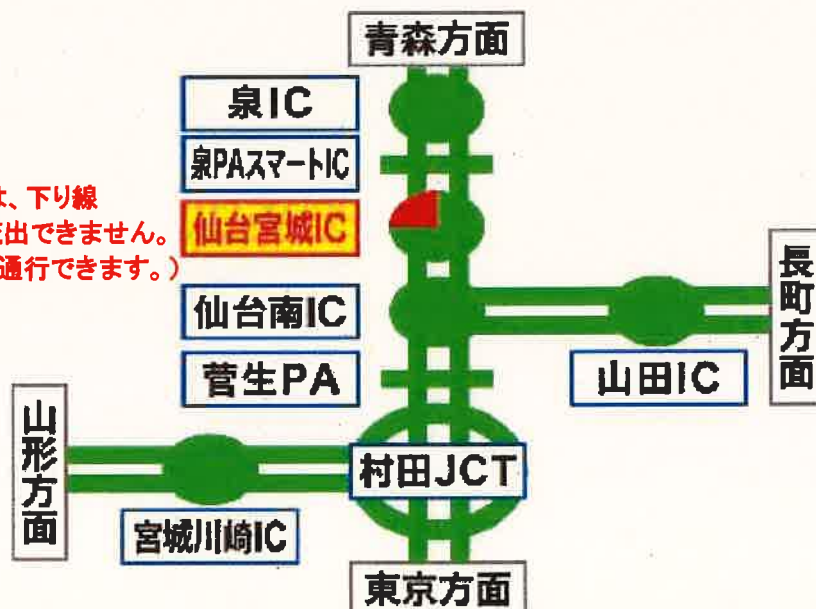 青森方面
泉IC
泉PAスマートIC
、下り線
出できません。
仙台宮城IC
通行できます。)
仙台南IC
長町方面
菅生PA
山田IC
山形方面
村田JCT
宮城川崎IC
東京方面